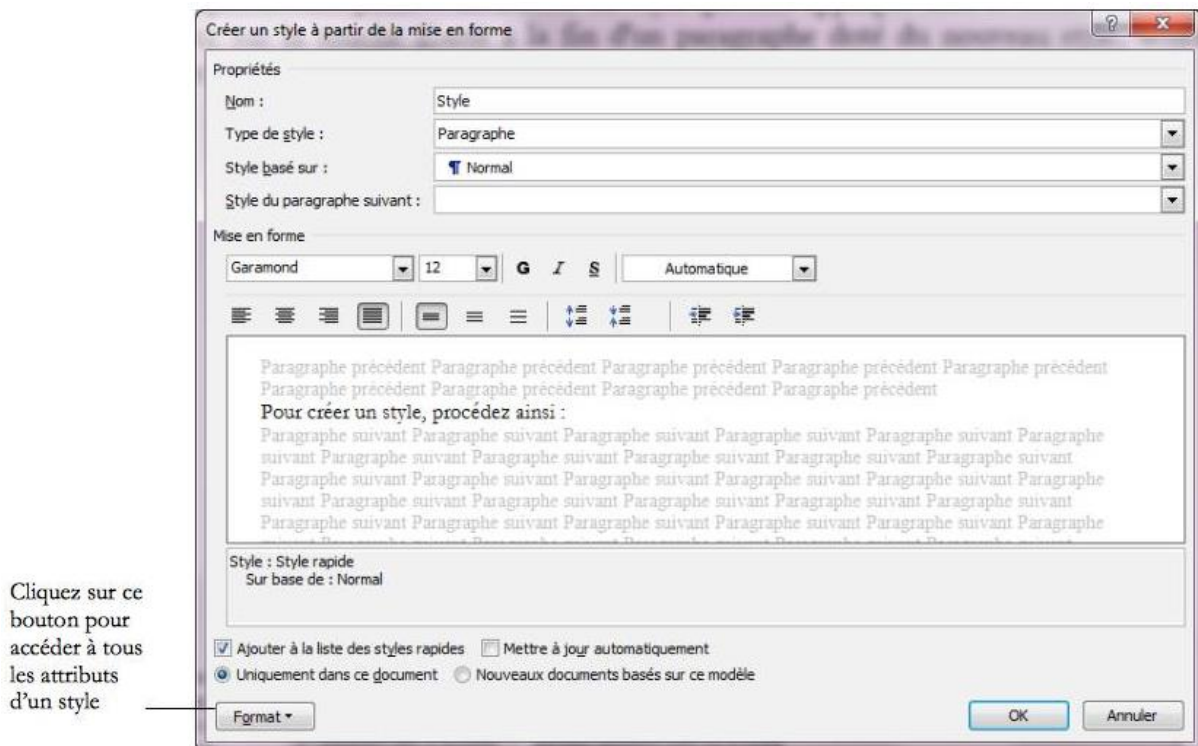 Créer un style à partir de la mise en forme
Propriétés
Nom :
Style
Type de style :
Paragraphe
Style basé sur :
¶ Normal
Style du paragraphe suivant :
Mise en forme
Garamond
12
G I S
Automatique
Paragraphe précédent Paragraphe précédent Paragraphe précédent Paragraphe précédent Paragraphe précédent
Paragraphe précédent Paragraphe précédent Paragraphe précédent Paragraphe précédent
Pour créer un style, procédez ainsi :
Paragraphe suivant Paragraphe suivant Paragraphe suivant Paragraphe suivant Paragraphe suivant Paragraphe
suivant Paragraphe suivant Paragraphe suivant Paragraphe suivant Paragraphe suivant Paragraphe suivant
Paragraphe suivant Paragraphe suivant Paragraphe suivant Paragraphe suivant Paragraphe suivant Paragraphe
suivant Paragraphe suivant Paragraphe suivant Paragraphe suivant Paragraphe suivant Paragraphe suivant
Paragraphe suivant Paragraphe suivant Paragraphe suivant Paragraphe suivant Paragraphe suivant Paragraphe
Style : Style rapide
Sur base de : Normal
Ajouter à la liste des styles rapides
Mettre à jour automatiquement
Uniquement dans ce document
Nouveaux documents basés sur ce modèle
Format
OK
Annuler
Cliquez sur ce
bouton pour
accéder à tous
les attributs
d'un style